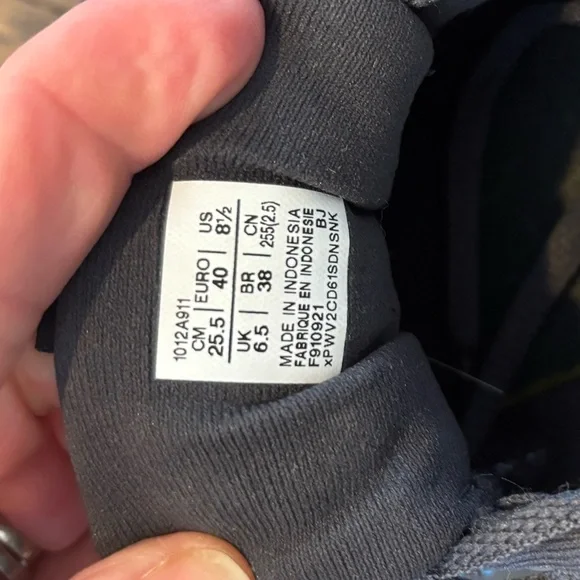 1012A911
CM | EURO | US
25.5 | 40 | 8½
UK | BR | CN
6.5 | 38 | 255(2.5)
MADE IN INDONESIA
FABRIQUE EN INDONESIE
F910921 BJ
xPWV2CD61SDNSNK